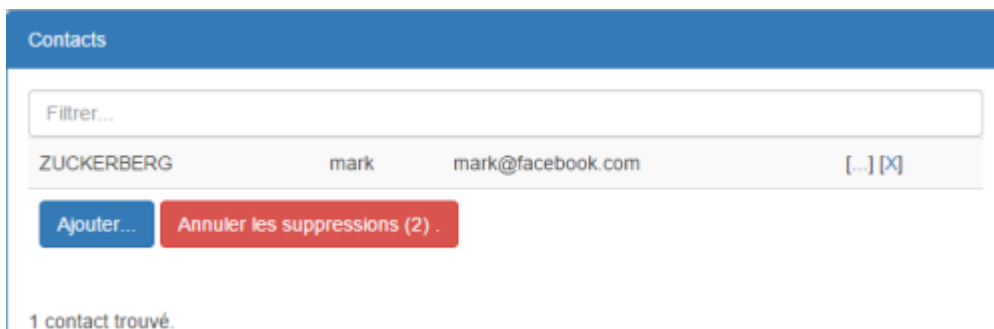 Contacts
Filtrer...
ZUCKERBERG mark mark@facebook.com [...] [X]
Ajouter... Annuler les suppressions (2) .
1 contact trouvé.